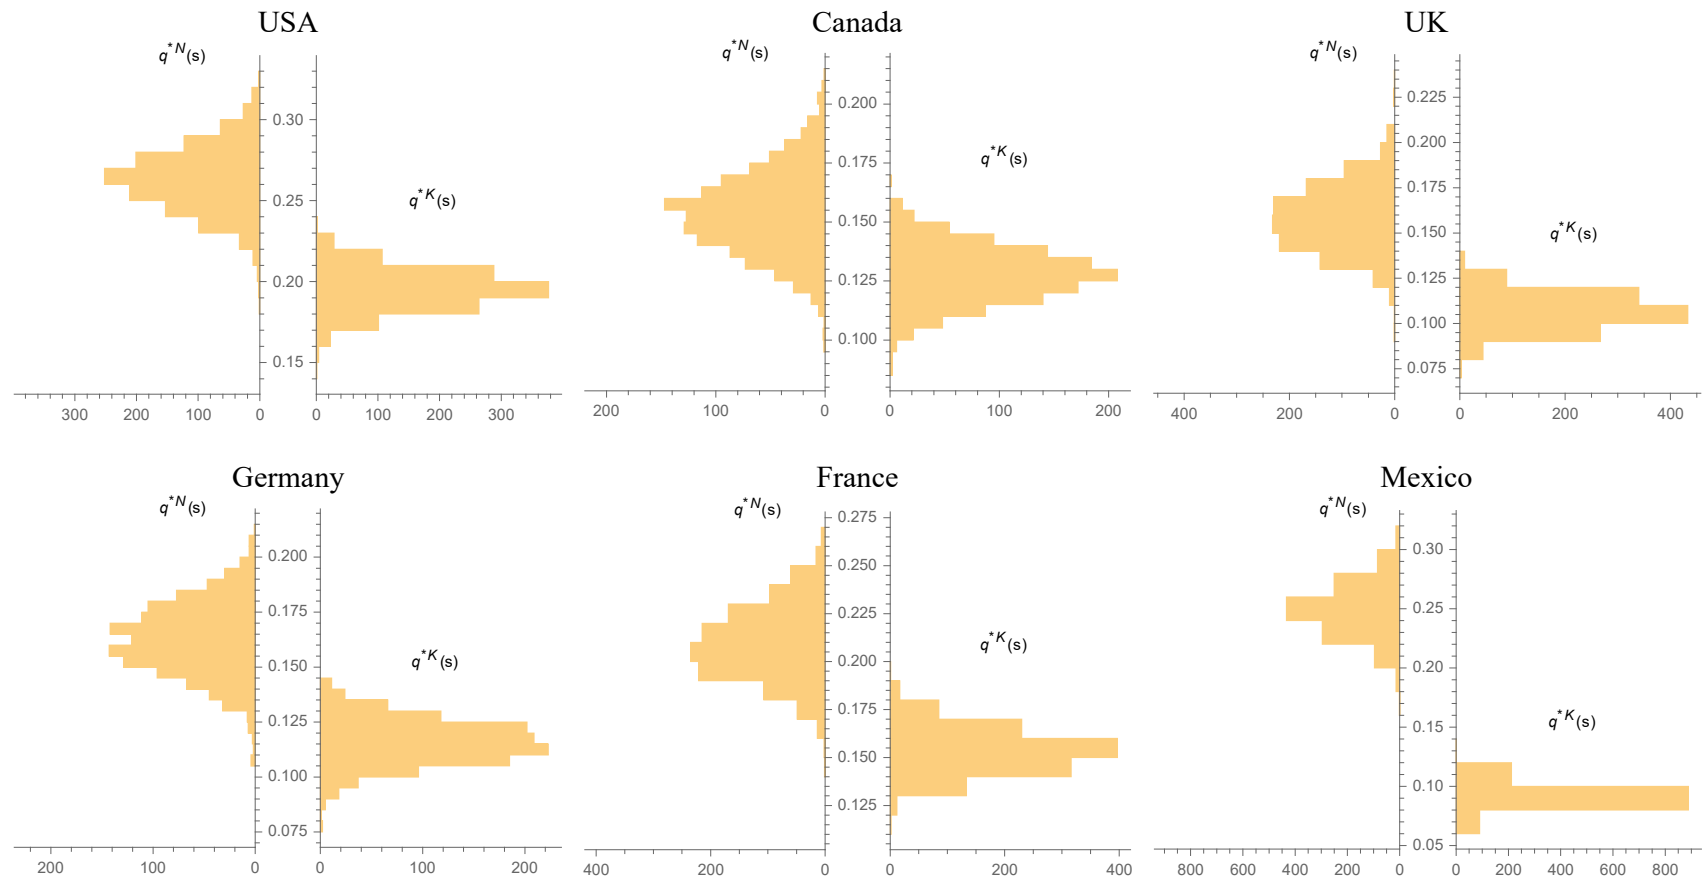 USA
q*N(s)
q*K(s)
0.30
0.25
0.20
0.15
300 200 100 0
0 100 200 300
Canada
q*N(s)
q*K(s)
0.200
0.175
0.150
0.125
0.100
200 100 0
0 100 200
UK
q*N(s)
q*K(s)
0.225
0.200
0.175
0.150
0.125
0.100
0.075
400 200 0
0 200 400
Germany
q*N(s)
q*K(s)
0.200
0.175
0.150
0.125
0.100
0.075
200 100 0
0 100 200
France
q*N(s)
q*K(s)
0.275
0.250
0.225
0.200
0.175
0.150
0.125
400 200 0
0 200 400
Mexico
q*N(s)
q*K(s)
0.30
0.25
0.20
0.15
0.10
0.05
800 600 400 200 0
0 200 400 600 800